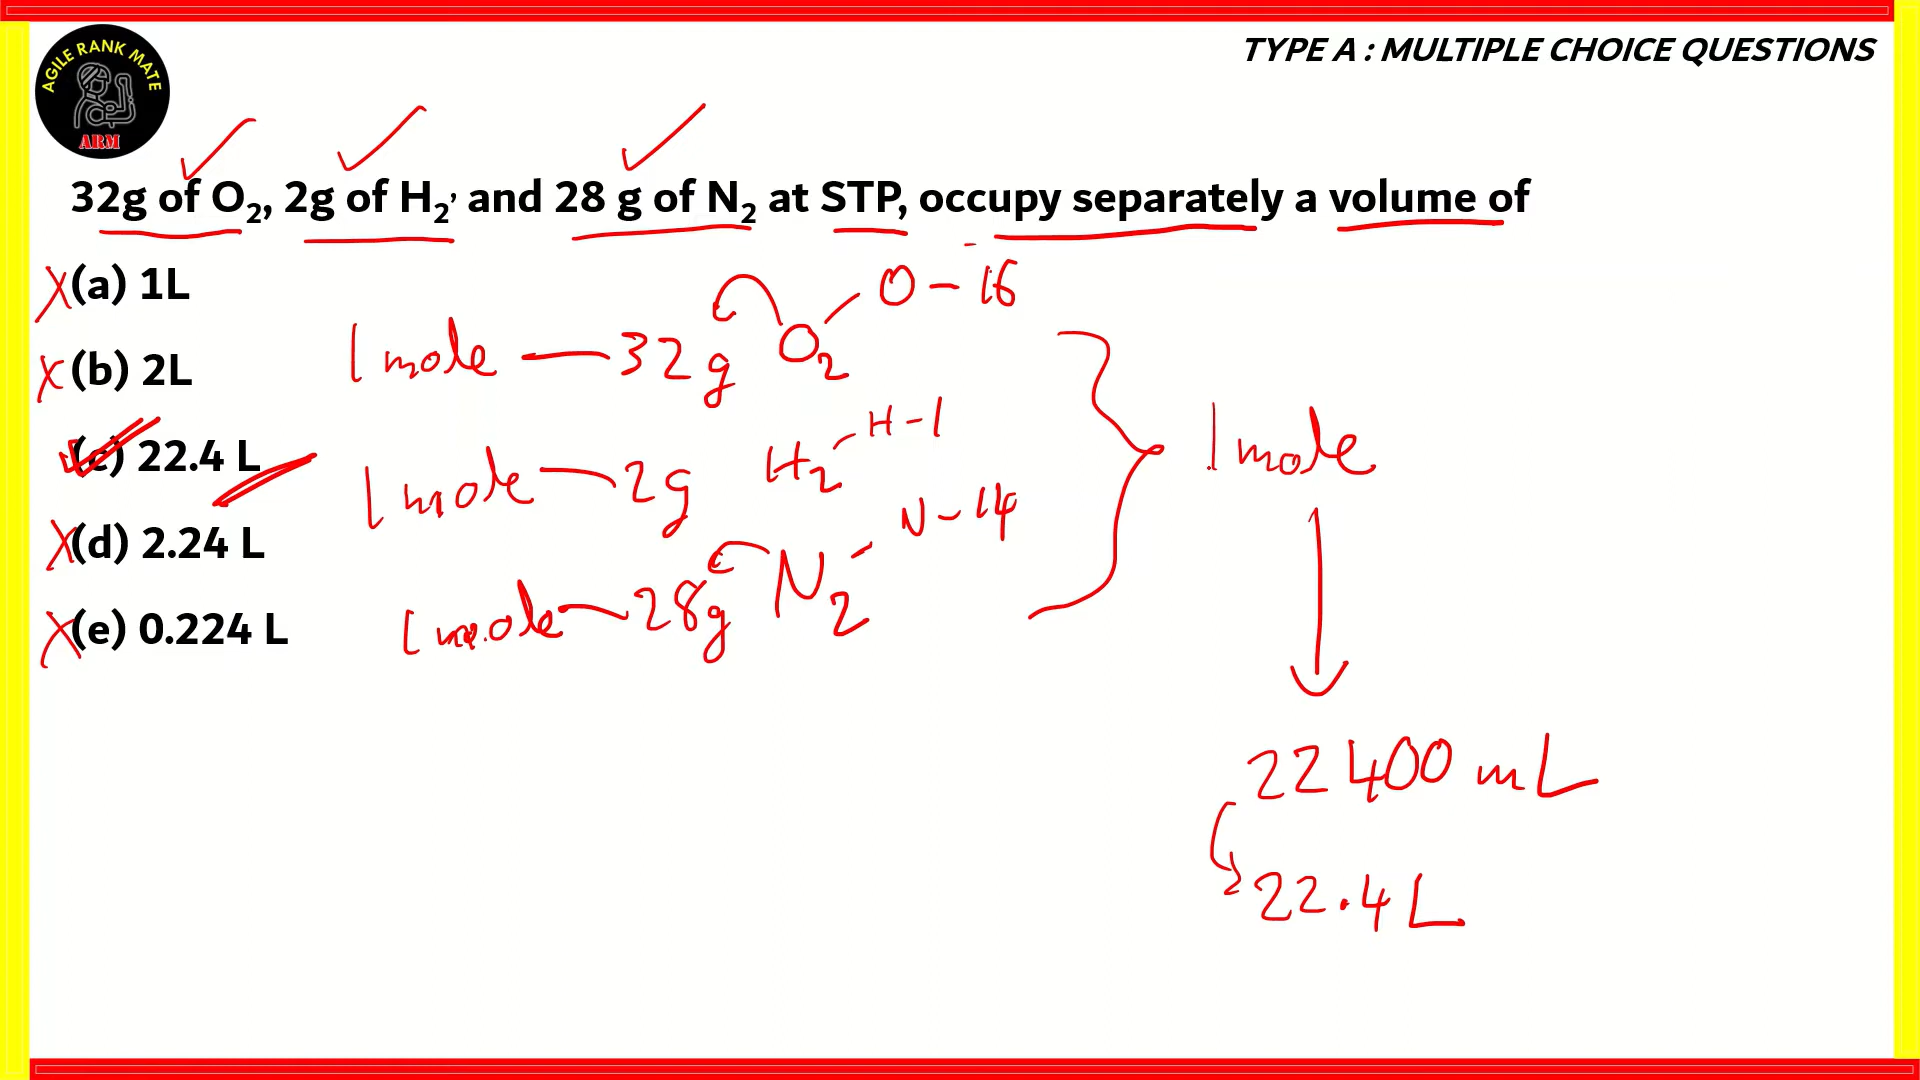 TYPE A : MULTIPLE CHOICE QUESTIONS
AGILE RANK MATE
ARM
32g of O₂, 2g of H₂, and 28 g of N₂ at STP, occupy separately a volume of
(a) 1L
(b) 2L
(c) 22.4 L
(d) 2.24 L
(e) 0.224 L
O - 16
1 mole — 32g O₂
H - 1
1 mole — 2g H₂
N - 14
1 mole — 28g N₂
1 mole
22400 mL
22.4 L